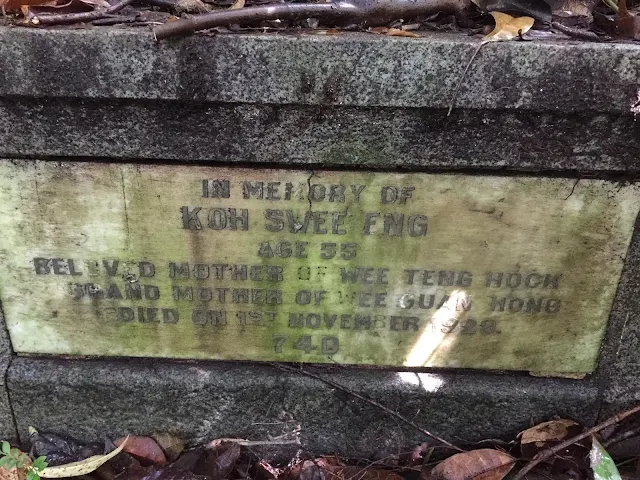 IN MEMORY OF
KOH SWEE ENG
AGE 55
BELOVED MOTHER OF WEE TENG HOCK
GRAND MOTHER OF WEE GUAN HONG
DIED ON 1ST NOVEMBER
74.D